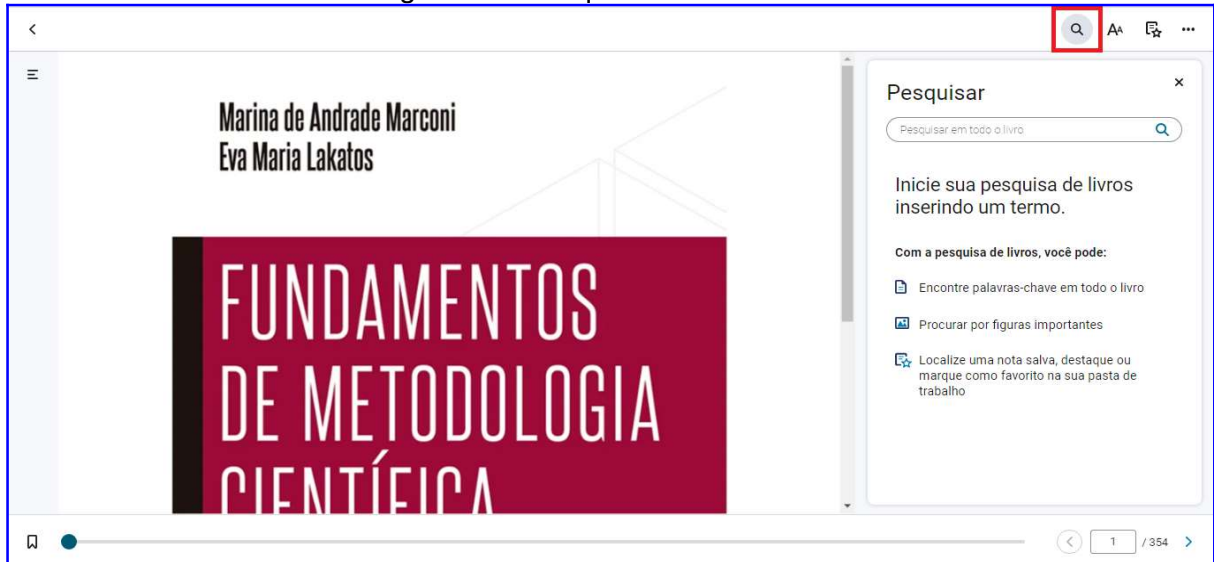 AA
Pesquisar
Pesquisar em todo o livro
Marina de Andrade Marconi
Eva Maria Lakatos
FUNDAMENTOS
DE METODOLOGIA
CIENTÍFICA
Inicie sua pesquisa de livros
inserindo um termo.
Com a pesquisa de livros, você pode:
Encontre palavras-chave em todo o livro
Procurar por figuras importantes
Localize uma nota salva, destaque ou
marque como favorito na sua pasta de
trabalho
1 / 354